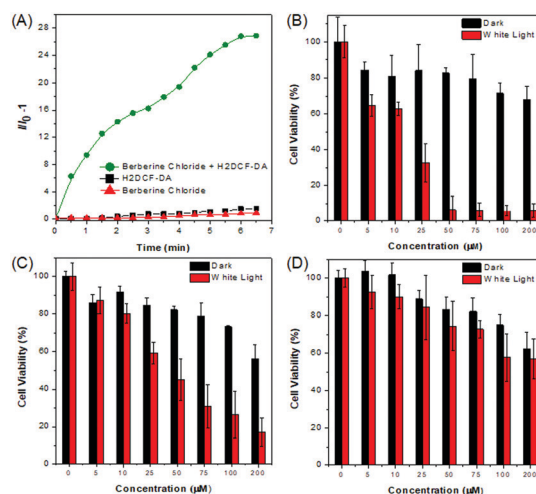 (A)
I/I0 -1
28
24
20
16
12
8
4
0
Berberine Chloride + H2DCF-DA
H2DCF-DA
Berberine Chloride
0 1 2 3 4 5 6 7
Time (min)
(B)
Cell Viability (%)
100
80
60
40
20
0
Dark
White Light
0 5 10 25 50 75 100 200
Concentration (µM)
(C)
Cell Viability (%)
100
80
60
40
20
0
Dark
White Light
0 5 10 25 50 75 100 200
Concentration (µM)
(D)
Cell Viability (%)
100
80
60
40
20
0
Dark
White Light
0 5 10 25 50 75 100 200
Concentration (µM)